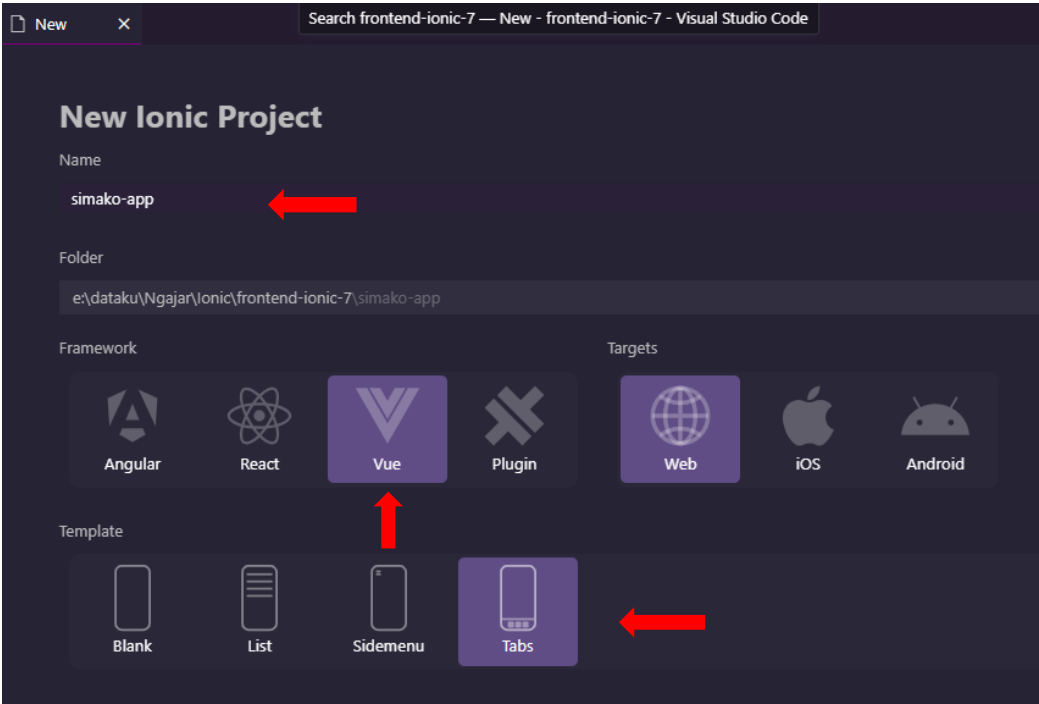 New
Search frontend-ionic-7 — New - frontend-ionic-7 - Visual Studio Code
New Ionic Project
Name
simako-app
Folder
e:\dataku\Ngajar\Ionic\frontend-ionic-7\simako-app
Framework
Targets
Angular
React
Vue
Plugin
Web
iOS
Android
Template
Blank
List
Sidemenu
Tabs